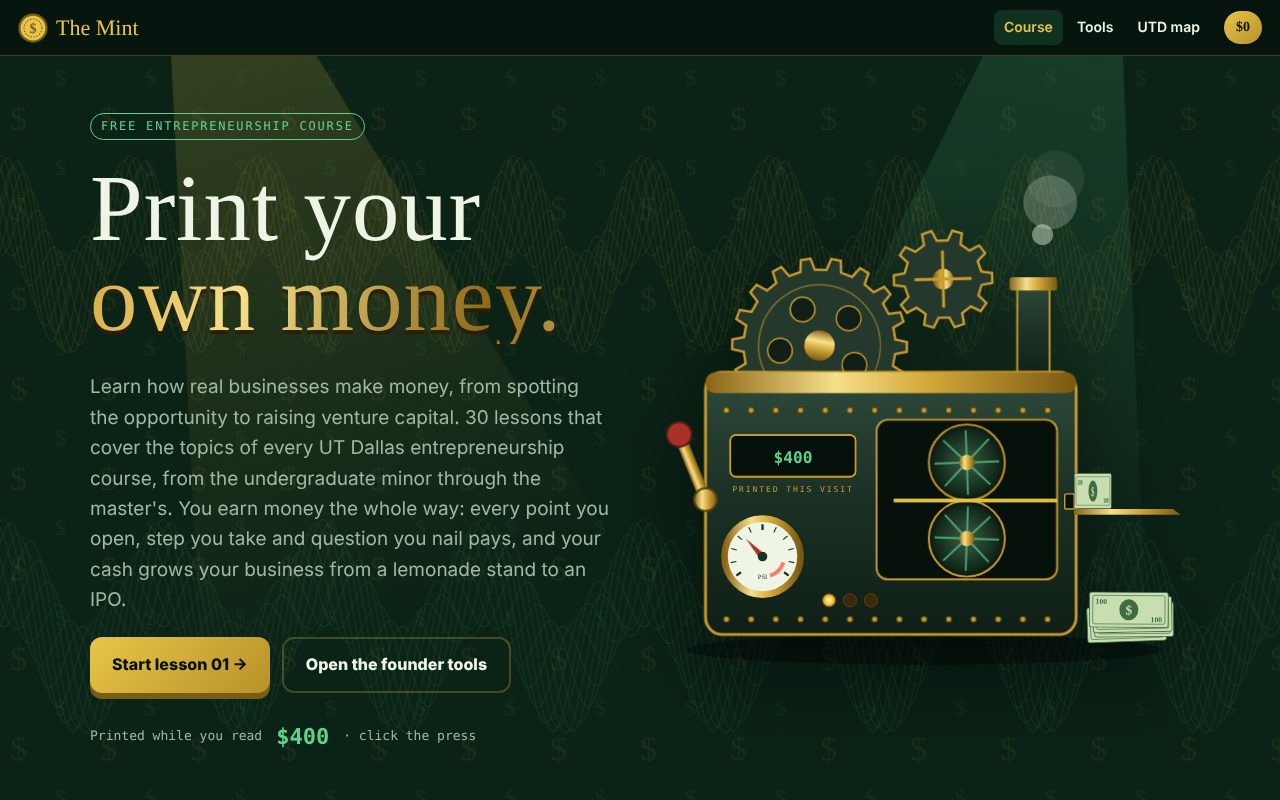 The Mint
Course
Tools
UTD map
$0
FREE ENTREPRENEURSHIP COURSE
Print your
own money.
Learn how real businesses make money, from spotting
the opportunity to raising venture capital. 30 lessons that
cover the topics of every UT Dallas entrepreneurship
course, from the undergraduate minor through the
master's. You earn money the whole way: every point you
open, step you take and question you nail pays, and your
cash grows your business from a lemonade stand to an
IPO.
Start lesson 01 →
Open the founder tools
Printed while you read $400 · click the press
$400
PRINTED THIS VISIT
PSI
$
100
$
100